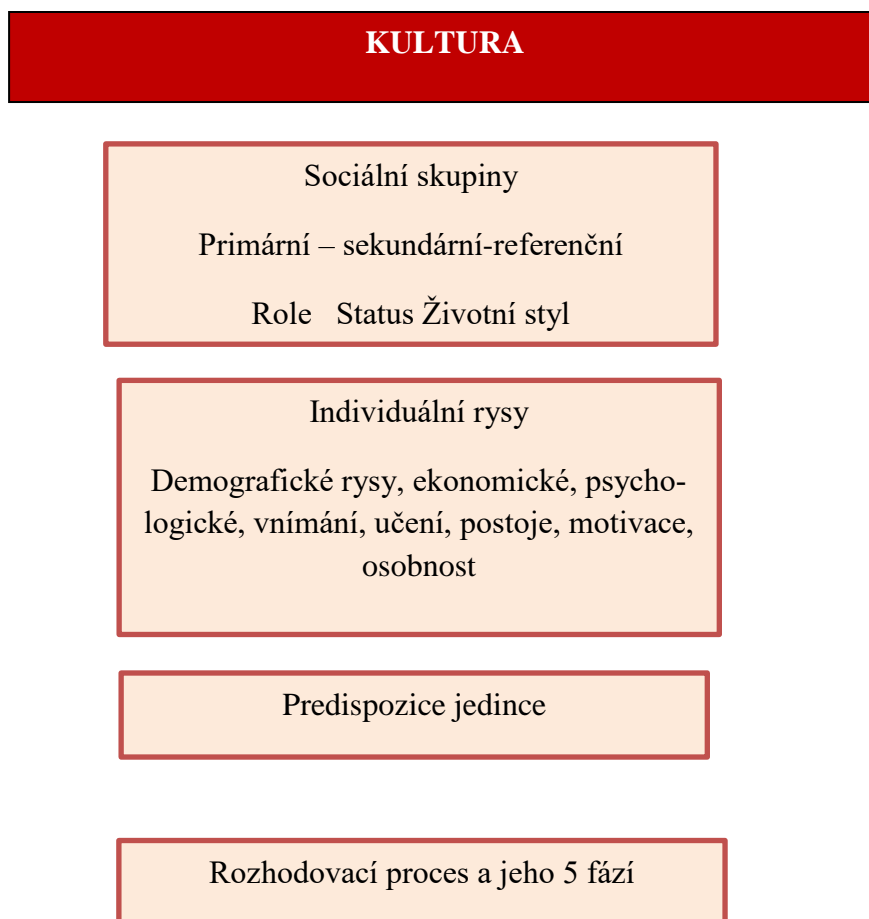 KULTURA
Sociální skupiny
Primární – sekundární-referenční
Role   Status Životní styl
Individuální rysy
Demografické rysy, ekonomické, psycho-
logické, vnímání, učení, postoje, motivace,
osobnost
Predispozice jedince
Rozhodovací proces a jeho 5 fází